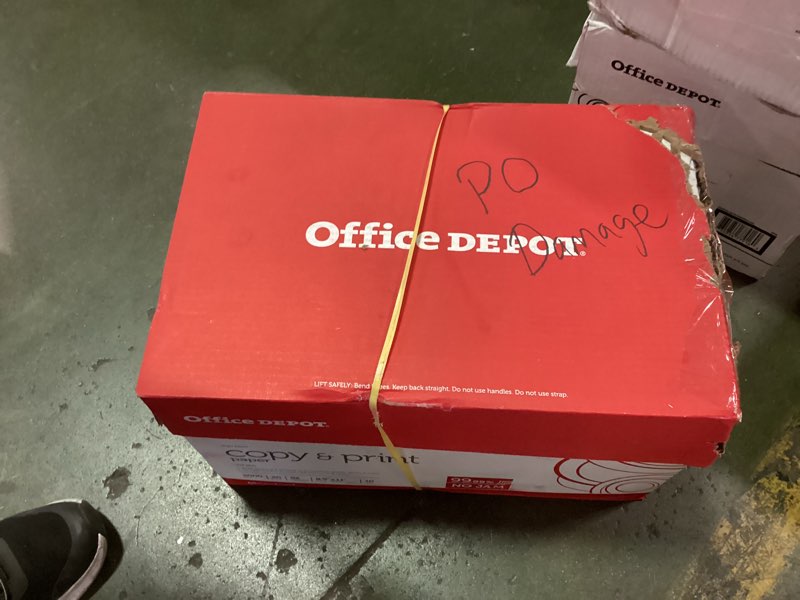 Office DEPOT
PO
Office DEPOT
Damage
LIFT SAFELY: Bend knees. Keep back straight. Do not use handles. Do not use strap.
Office DEPOT
copy & print
paper
NO JAM